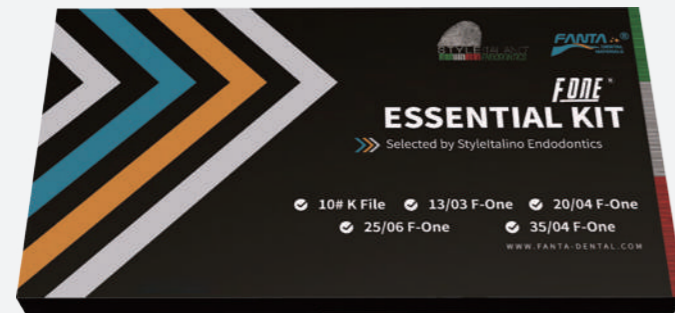 STYLEITALIANO
ENDODONTICS
FANTA®
DENTAL
MATERIALS
F.ONE
ESSENTIAL KIT
Selected by StyleItalino Endodontics
10# K File 13/03 F-One 20/04 F-One
25/06 F-One 35/04 F-One
WWW.FANTA-DENTAL.COM